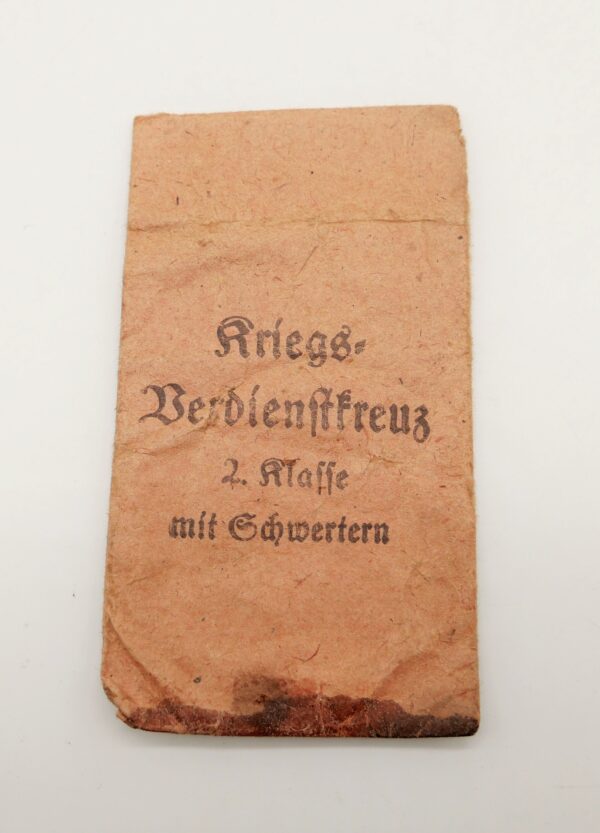 Kriegs-
Verdienstkreuz
2. Klasse
mit Schwertern